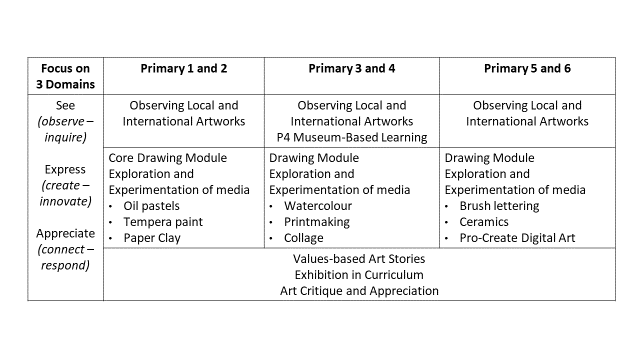 Focus on
3 Domains
Primary 1 and 2
Primary 3 and 4
Primary 5 and 6
See
(observe –
inquire)
Express
(create –
innovate)
Appreciate
(connect –
respond)
Observing Local and
International Artworks
Observing Local and
International Artworks
P4 Museum-Based Learning
Observing Local and
International Artworks
Core Drawing Module
Exploration and
Experimentation of media
• Oil pastels
• Tempera paint
• Paper Clay
Drawing Module
Exploration and
Experimentation of media
• Watercolour
• Printmaking
• Collage
Drawing Module
Exploration and
Experimentation of media
• Brush lettering
• Ceramics
• Pro-Create Digital Art
Values-based Art Stories
Exhibition in Curriculum
Art Critique and Appreciation